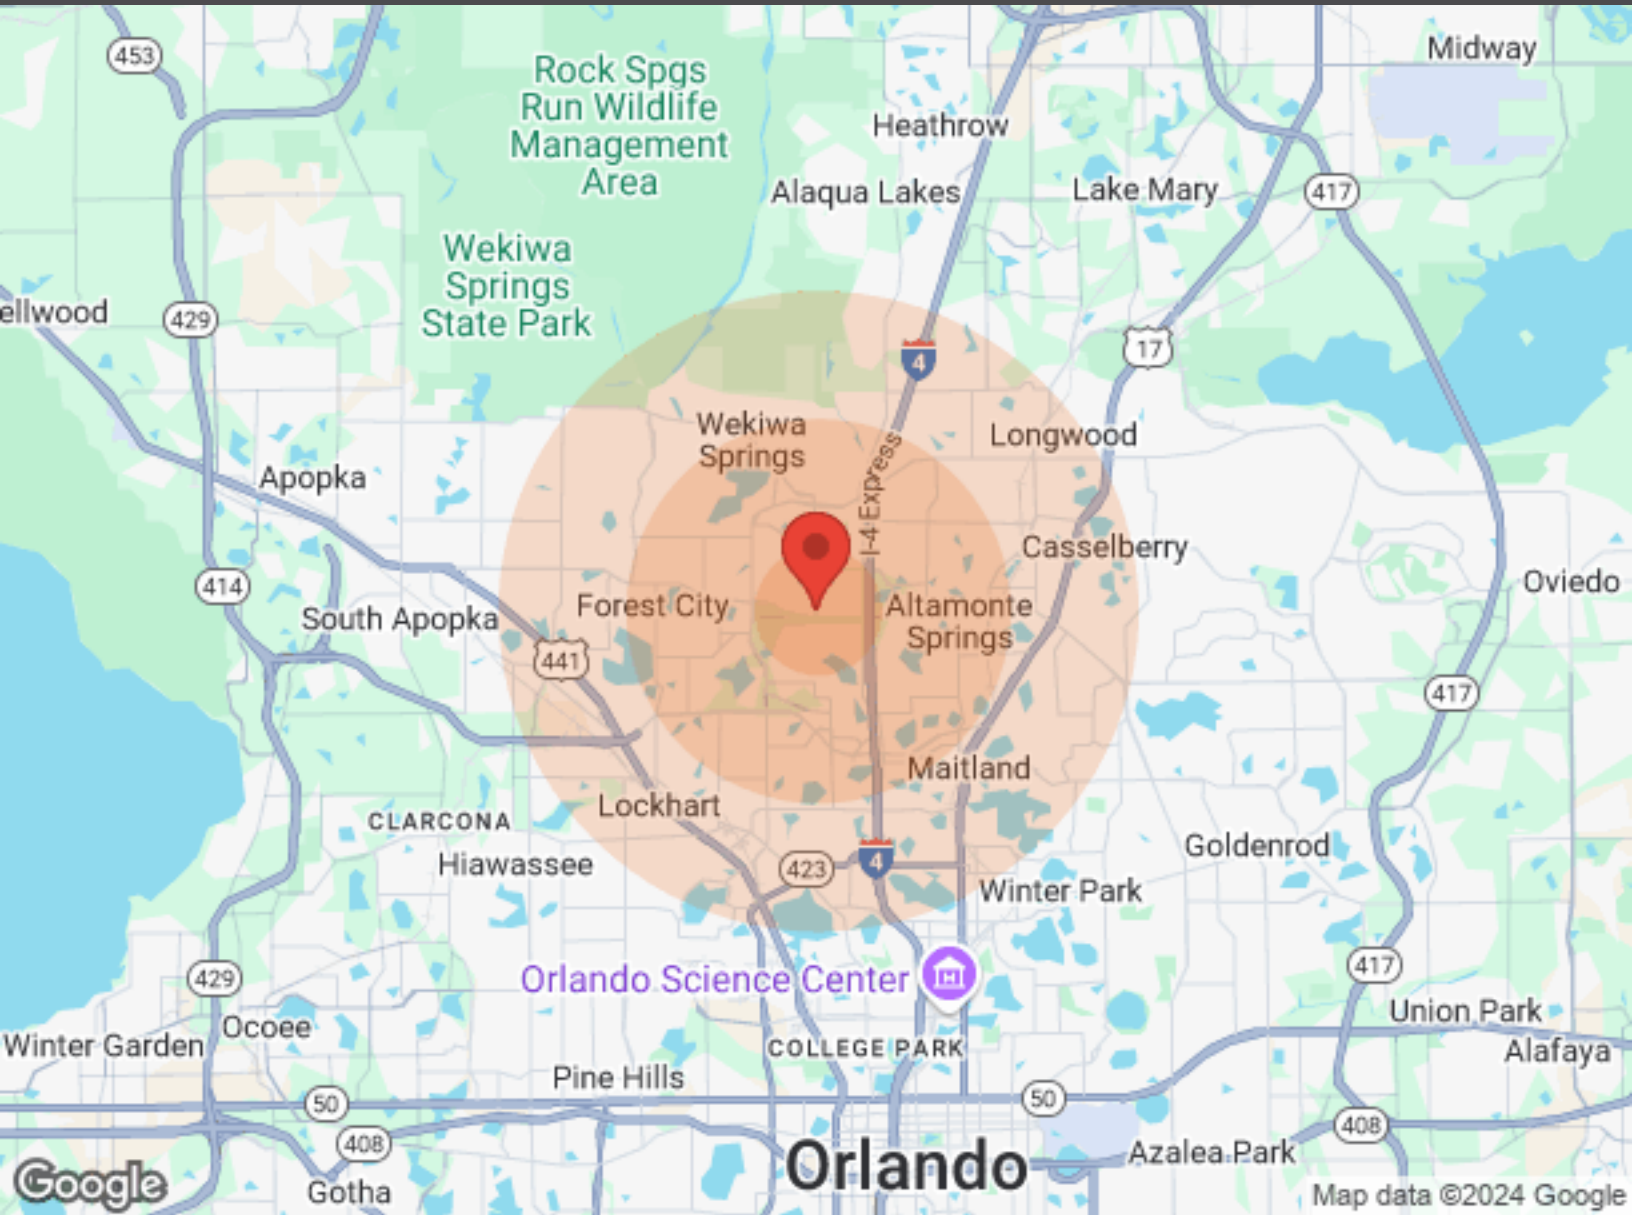 453
Midway
Rock Spgs
Run Wildlife
Management
Area
Heathrow
Alaqua Lakes
Lake Mary
417
Wekiwa
Springs
State Park
ellwood
429
17
4
Wekiwa
Springs
Longwood
I-4 Express
Apopka
Casselberry
414
Oviedo
Forest City
Altamonte
Springs
South Apopka
441
417
Maitland
Lockhart
CLARCONA
Goldenrod
Hiawassee
423
4
Winter Park
Orlando Science Center
417
429
Union Park
Ocoee
Winter Garden
COLLEGE PARK
Alafaya
Pine Hills
50
50
408
408
Orlando
Azalea Park
Google
Gotha
Map data ©2024 Google